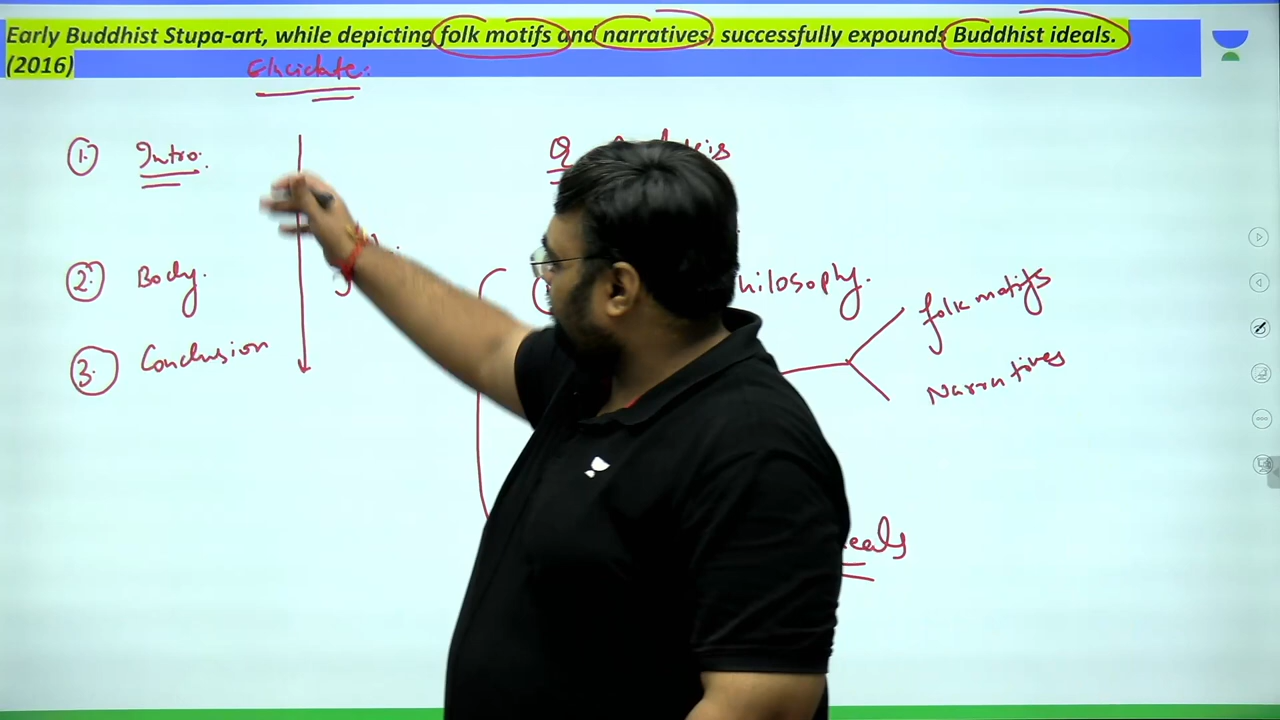 Early Buddhist Stupa-art, while depicting folk motifs and narratives, successfully expounds Buddhist ideals.
(2016)
Elucidate:
1. Intro.
2. Body.
3. Conclusion
Q
hilosophy.
folk motifs
Narratives
eals